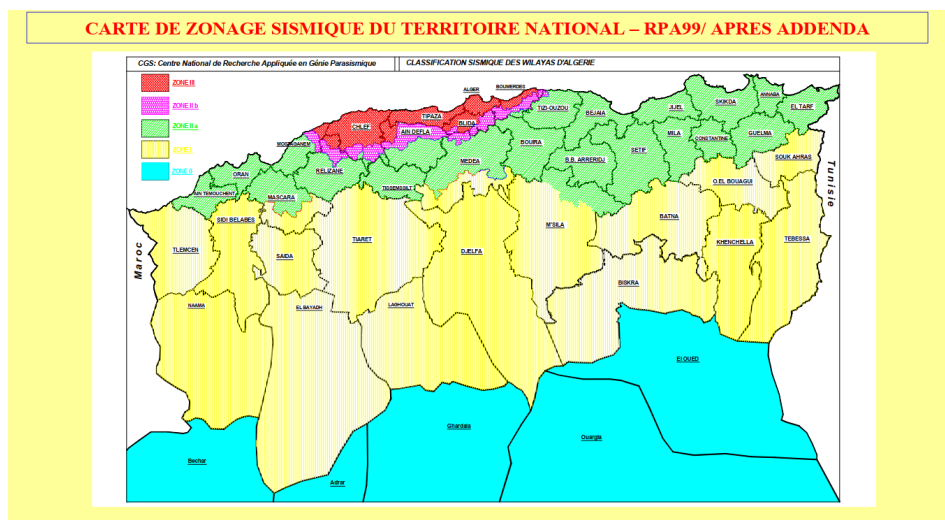 CARTE DE ZONAGE SISMIQUE DU TERRITOIRE NATIONAL – RPA99/ APRES ADDENDA
CGS: Centre National de Recherche Appliquée en Génie Parasismique
CLASSIFICATION SISMIQUE DES WILAYAS D'ALGERIE
ZONE III
ZONE II b
ZONE II a
ZONE I
ZONE 0
ALGER
BOUMERDES
TIPAZA
BLIDA
CHLEF
AIN DEFLA
TIZI-OUZOU
BEJAIA
JIJEL
SKIKDA
ANNABA
EL TARF
MOSTAGANEM
RELIZANE
MEDEA
BOUIRA
B.B. ARRERIDJ
SETIF
MILA
CONSTANTINE
GUELMA
SOUK AHRAS
ORAN
AIN TEMOUCHENT
MASCARA
TISSEMSILT
O.EL BOUAGUI
SIDI BELABES
TLEMCEN
SAIDA
TIARET
DJELFA
M'SILA
BATNA
KHENCHELLA
TEBESSA
Maroc
Tunisie
NAAMA
EL BAYADH
LAGHOUAT
BISKRA
El OUED
Ghardaia
Ouargla
Bechar
Adrar